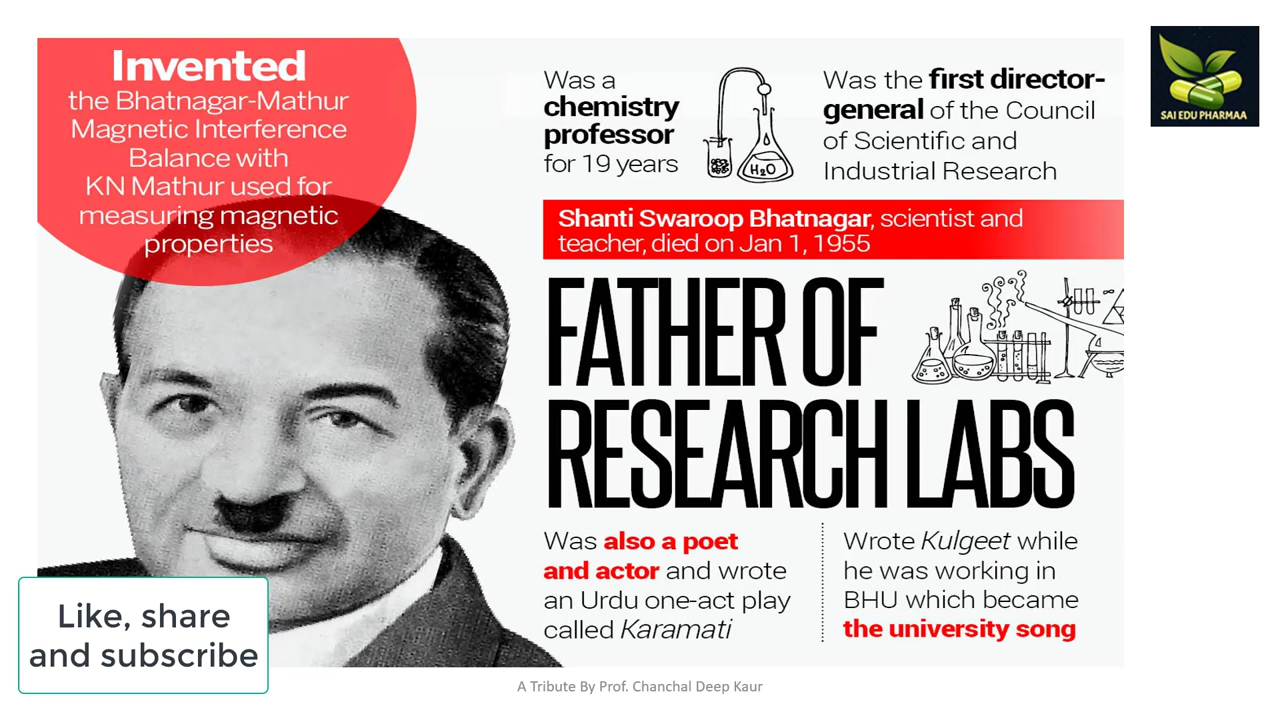 Invented
the Bhatnagar-Mathur
Magnetic Interference
Balance with
KN Mathur used for
measuring magnetic
properties
Was a
chemistry
professor
for 19 years
H₂O
Was the first director-
general of the Council
of Scientific and
Industrial Research
SAI EDU PHARMAA
Shanti Swaroop Bhatnagar, scientist and
teacher, died on Jan 1, 1955
FATHER OF
RESEARCH LABS
Was also a poet
and actor and wrote
an Urdu one-act play
called Karamati
Wrote Kulgeet while
he was working in
BHU which became
the university song
Like, share
and subscribe
A Tribute By Prof. Chanchal Deep Kaur